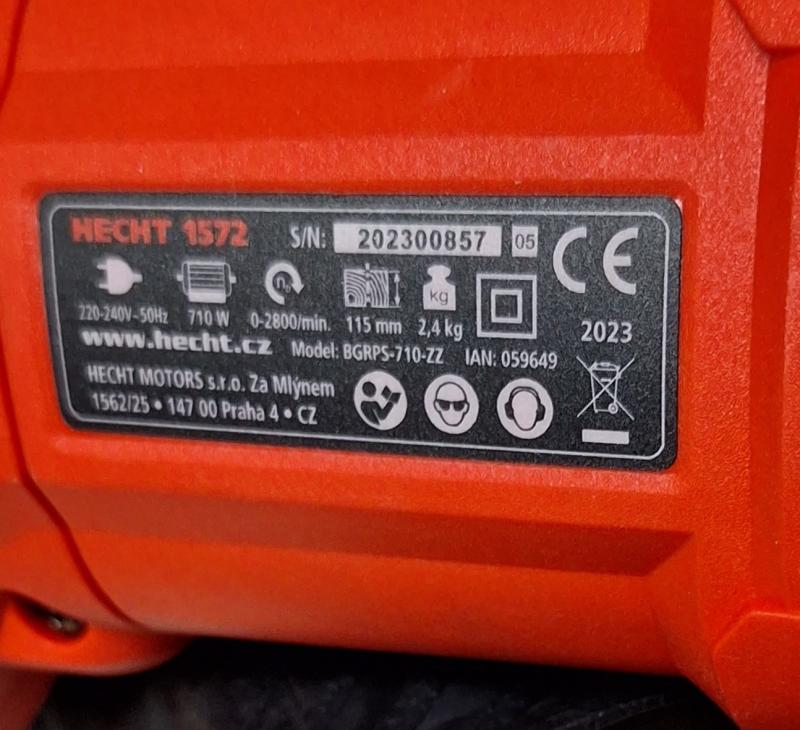 HECHT 1572 S/N: 202300857 05 CE
n₀ kg
220-240V~50Hz 710 W 0-2800/min. 115 mm 2,4 kg 2023
www.hecht.cz Model: BGRPS-710-ZZ IAN: 059649
HECHT MOTORS s.r.o. Za Mlýnem
1562/25 • 147 00 Praha 4 • CZ